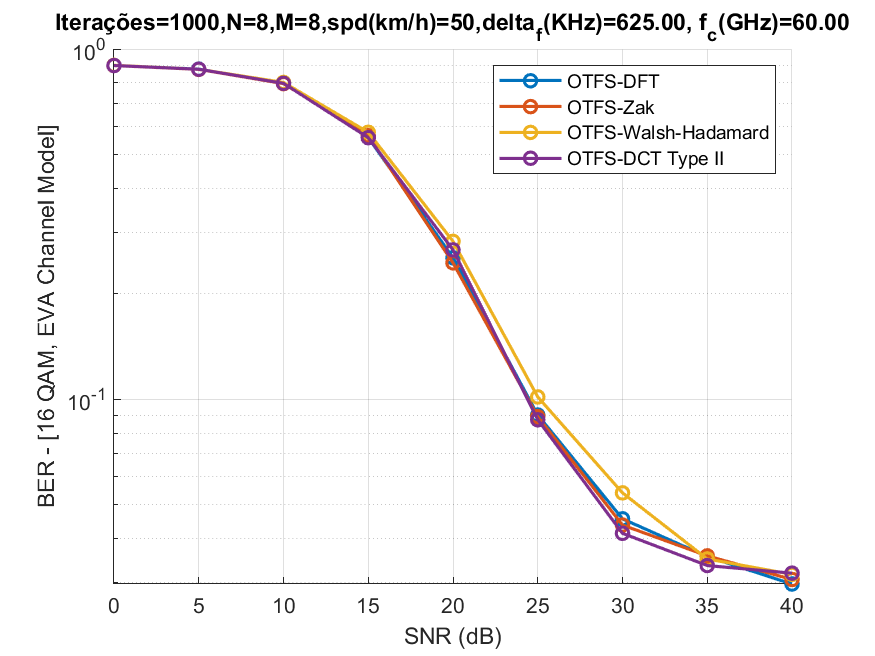 Iterações=1000,N=8,M=8,spd(km/h)=50,delta_f(KHz)=625.00, f_c(GHz)=60.00
10^0
OTFS-DFT
OTFS-Zak
OTFS-Walsh-Hadamard
OTFS-DCT Type II
BER - [16 QAM, EVA Channel Model]
10^-1
0 5 10 15 20 25 30 35 40
SNR (dB)